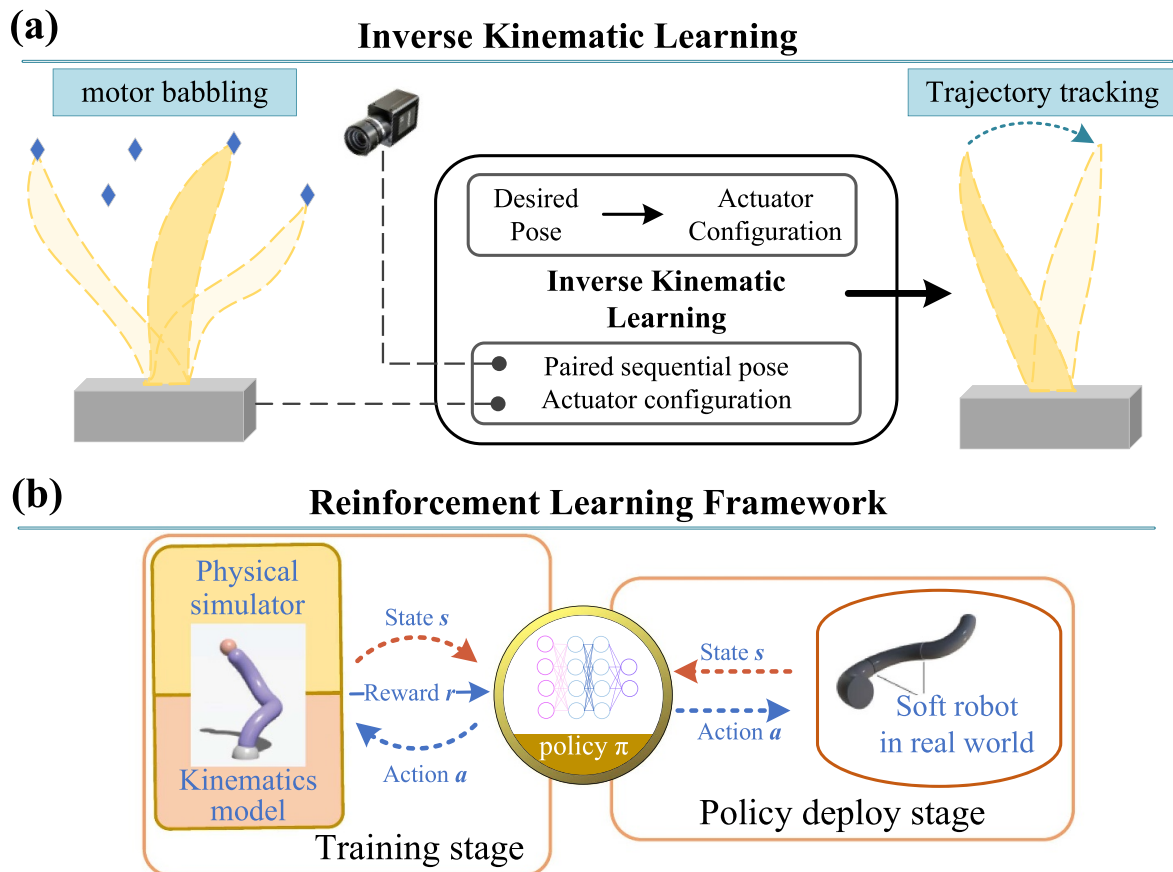 (a)
Inverse Kinematic Learning
motor babbling
Trajectory tracking
Desired
Pose
Actuator
Configuration
Inverse Kinematic
Learning
Paired sequential pose
Actuator configuration
(b)
Reinforcement Learning Framework
Physical
simulator
Kinematics
model
State s
Reward r
Action a
policy π
State s
Action a
Soft robot
in real world
Training stage
Policy deploy stage